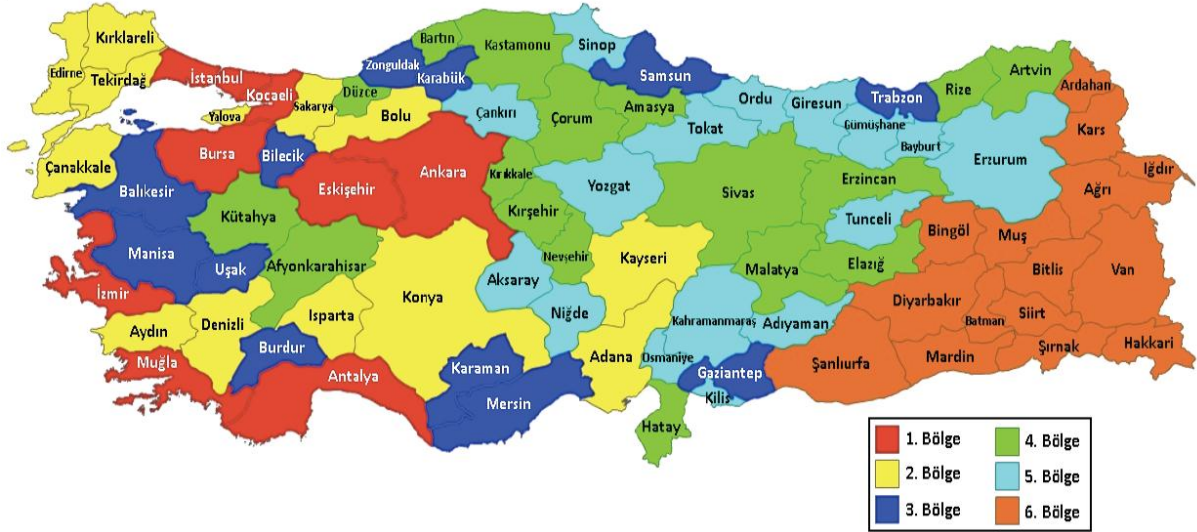 Kırklareli
Edirne
Tekirdağ
İstanbul
Kocaeli
Yalova
Sakarya
Düzce
Bolu
Zonguldak
Bartın
Karabük
Kastamonu
Sinop
Çankırı
Samsun
Çorum
Amasya
Tokat
Ordu
Giresun
Gümüşhane
Trabzon
Bayburt
Rize
Artvin
Ardahan
Kars
Erzurum
Iğdır
Ağrı
Çanakkale
Balıkesir
Bursa
Bilecik
Eskişehir
Ankara
Kırıkkale
Kırşehir
Yozgat
Sivas
Erzincan
Tunceli
Bingöl
Muş
Kütahya
Manisa
Uşak
Afyonkarahisar
Nevşehir
Kayseri
Malatya
Elazığ
Bitlis
Van
İzmir
Aydın
Denizli
Isparta
Konya
Aksaray
Niğde
Kahramanmaraş
Adıyaman
Diyarbakır
Batman
Siirt
Muğla
Burdur
Antalya
Karaman
Mersin
Adana
Osmaniye
Gaziantep
Kilis
Şanlıurfa
Mardin
Şırnak
Hakkari
Hatay
1. Bölge
2. Bölge
3. Bölge
4. Bölge
5. Bölge
6. Bölge